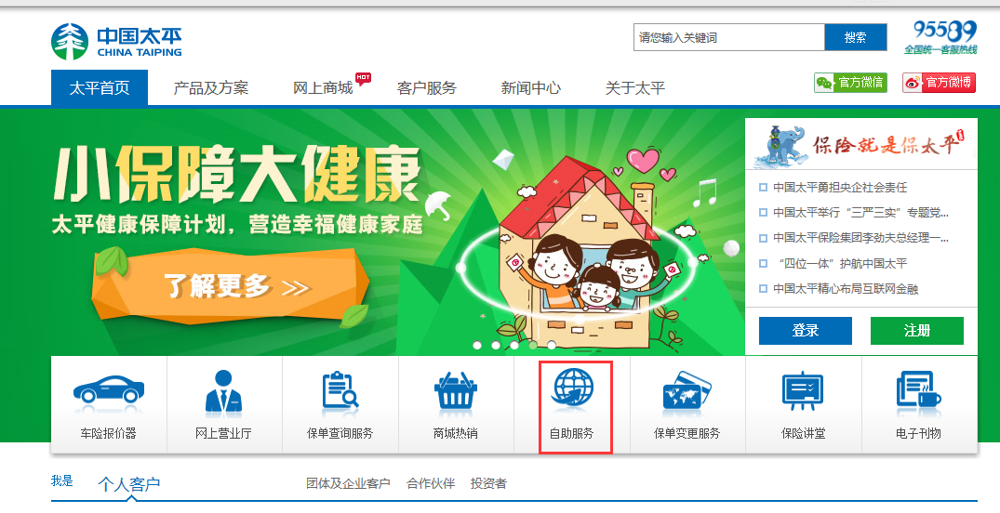 中国太平
CHINA TAIPING
请您输入关键词
搜索
95589
全国统一客服热线
太平首页
产品及方案
网上商城
HOT
客户服务
新闻中心
关于太平
官方微信
官方微博
小保障大健康
太平健康保障计划，营造幸福健康家庭
了解更多 >>
保险就是保太平
中国太平勇担央企社会责任
中国太平举行“三严三实”专题党...
中国太平保险集团李劲夫总经理一...
“四位一体”护航中国太平
中国太平精心布局互联网金融
登录
注册
车险报价器
网上营业厅
保单查询服务
商城热销
自助服务
保单变更服务
保险讲堂
电子刊物
我是
个人客户
团体及企业客户
合作伙伴
投资者